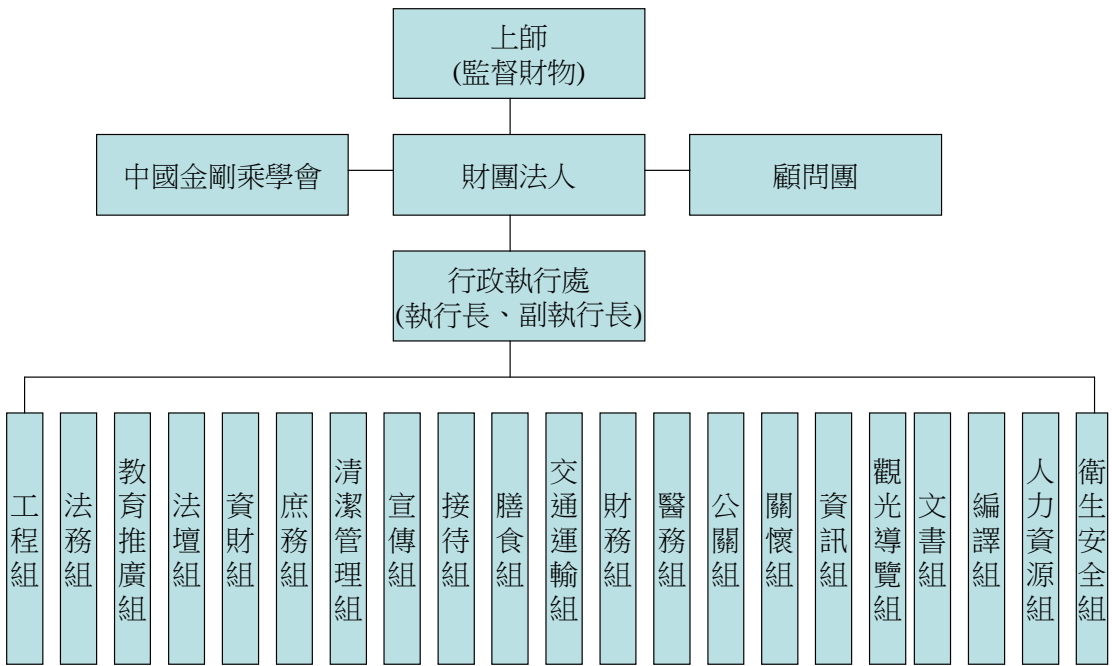 上師
(監督財物)
中國金剛乘學會
財團法人
顧問團
行政執行處
(執行長、副執行長)
工程組
法務組
教育推廣組
法壇組
資財組
庶務組
清潔管理組
宣傳組
接待組
膳食組
交通運輸組
財務組
醫務組
公關組
關懷組
資訊組
觀光導覽組
文書組
編譯組
人力資源組
衛生安全組